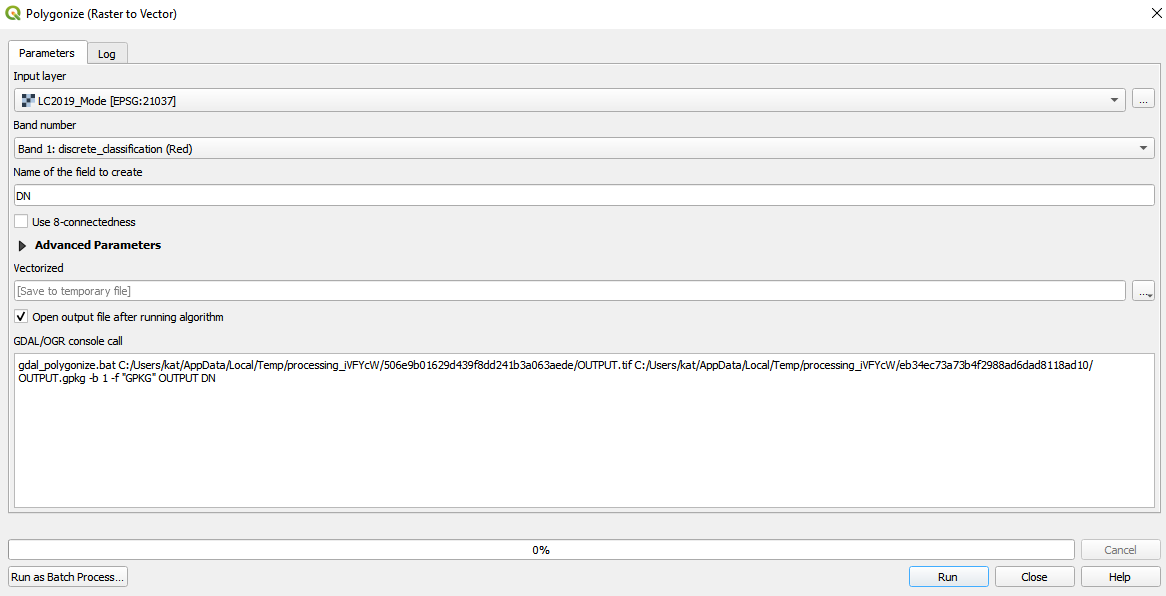 Polygonize (Raster to Vector)
Parameters Log
Input layer
LC2019_Mode [EPSG:21037]
...
Band number
Band 1: discrete_classification (Red)
Name of the field to create
DN
Use 8-connectedness
Advanced Parameters
Vectorized
[Save to temporary file]
...
Open output file after running algorithm
GDAL/OGR console call
gdal_polygonize.bat C:/Users/kat/AppData/Local/Temp/processing_iVFYcW/506e9b01629d439f8dd241b3a063aede/OUTPUT.tif C:/Users/kat/AppData/Local/Temp/processing_iVFYcW/eb34ec73a73b4f2988ad6dad8118ad10/
OUTPUT.gpkg -b 1 -f "GPKG" OUTPUT DN
0%
Cancel
Run as Batch Process...
Run
Close
Help